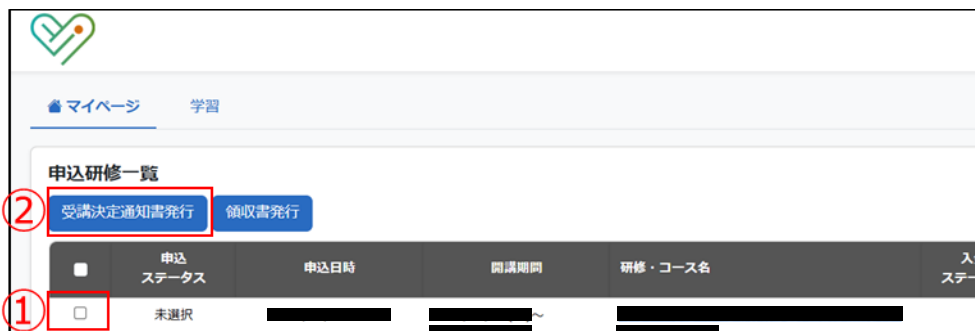 マイページ 学習
申込研修一覧
② 受講決定通知書発行 領収書発行
申込 ステータス 申込日時 開講期間 研修・コース名
① 未選択 ～